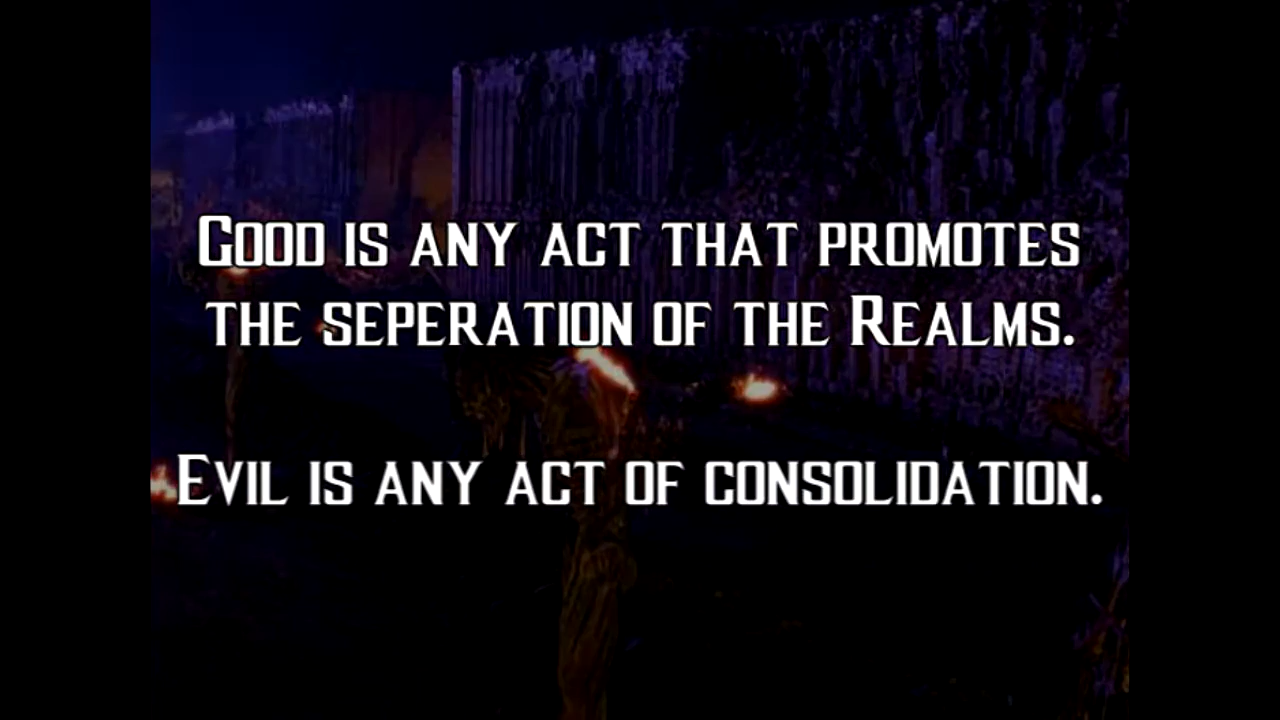 Good is any act that promotes
the seperation of the Realms.
Evil is any act of consolidation.